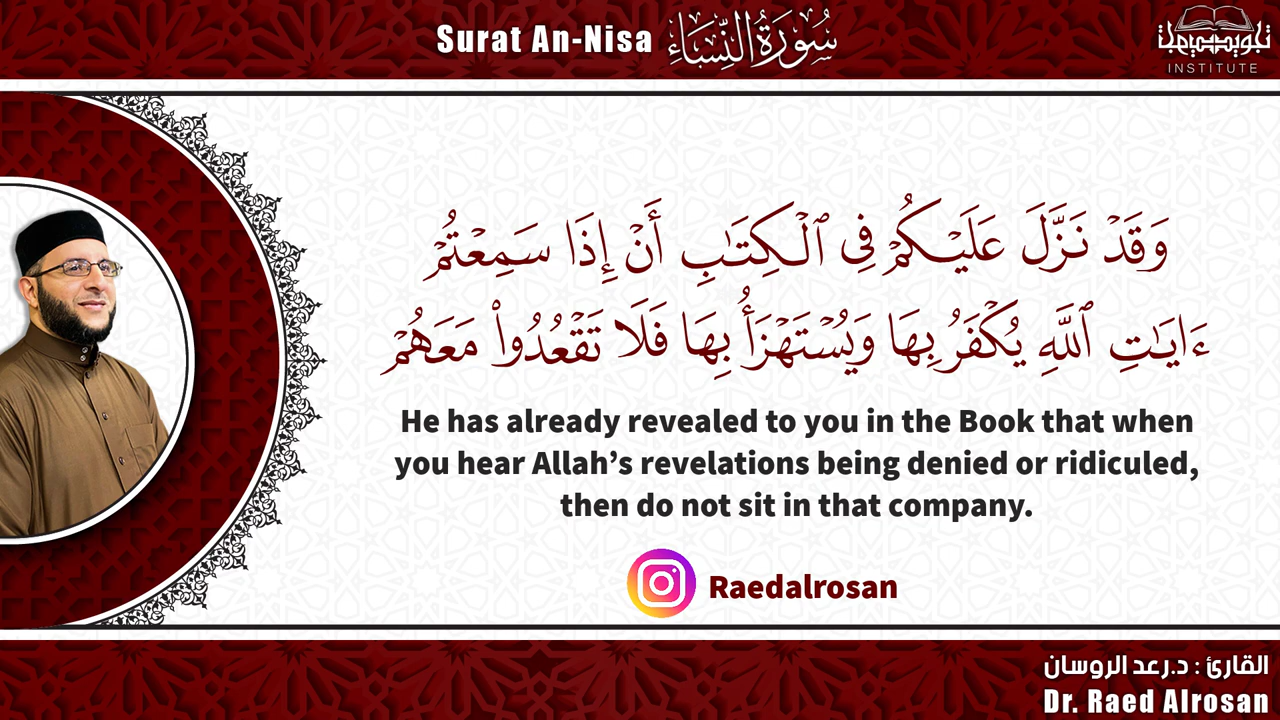 Surat An-Nisa سُورَةُ النِّسَاءِ
INSTITUTE
وَقَدْ نَزَّلَ عَلَيْكُمْ فِى ٱلْكِتَٰبِ أَنْ إِذَا سَمِعْتُمْ
ءَايَٰتِ ٱللَّهِ يُكْفَرُ بِهَا وَيُسْتَهْزَأُ بِهَا فَلَا تَقْعُدُوا۟ مَعَهُمْ
He has already revealed to you in the Book that when
you hear Allah’s revelations being denied or ridiculed,
then do not sit in that company.
Raedalrosan
القارئ : د.رعد الروسان
Dr. Raed Alrosan